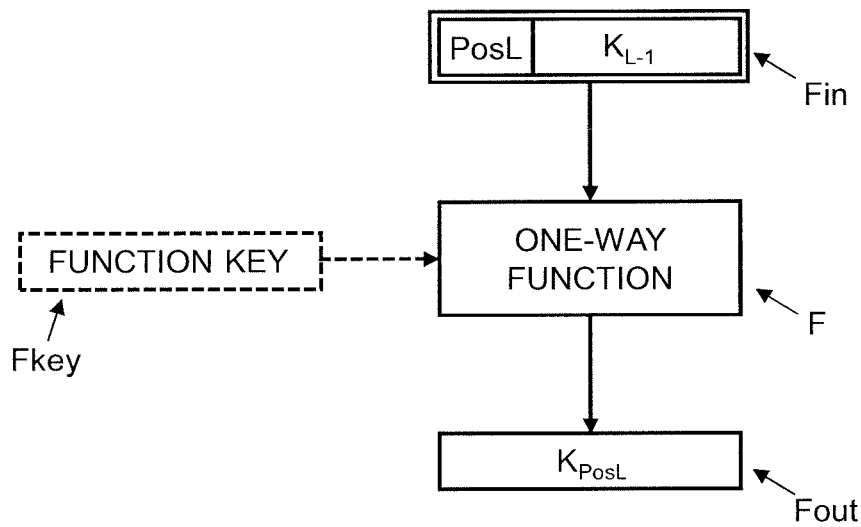 PosL K_{L-1}
Fin
ONE-WAY
FUNCTION
FUNCTION KEY
F
Fkey
K_{PosL}
Fout